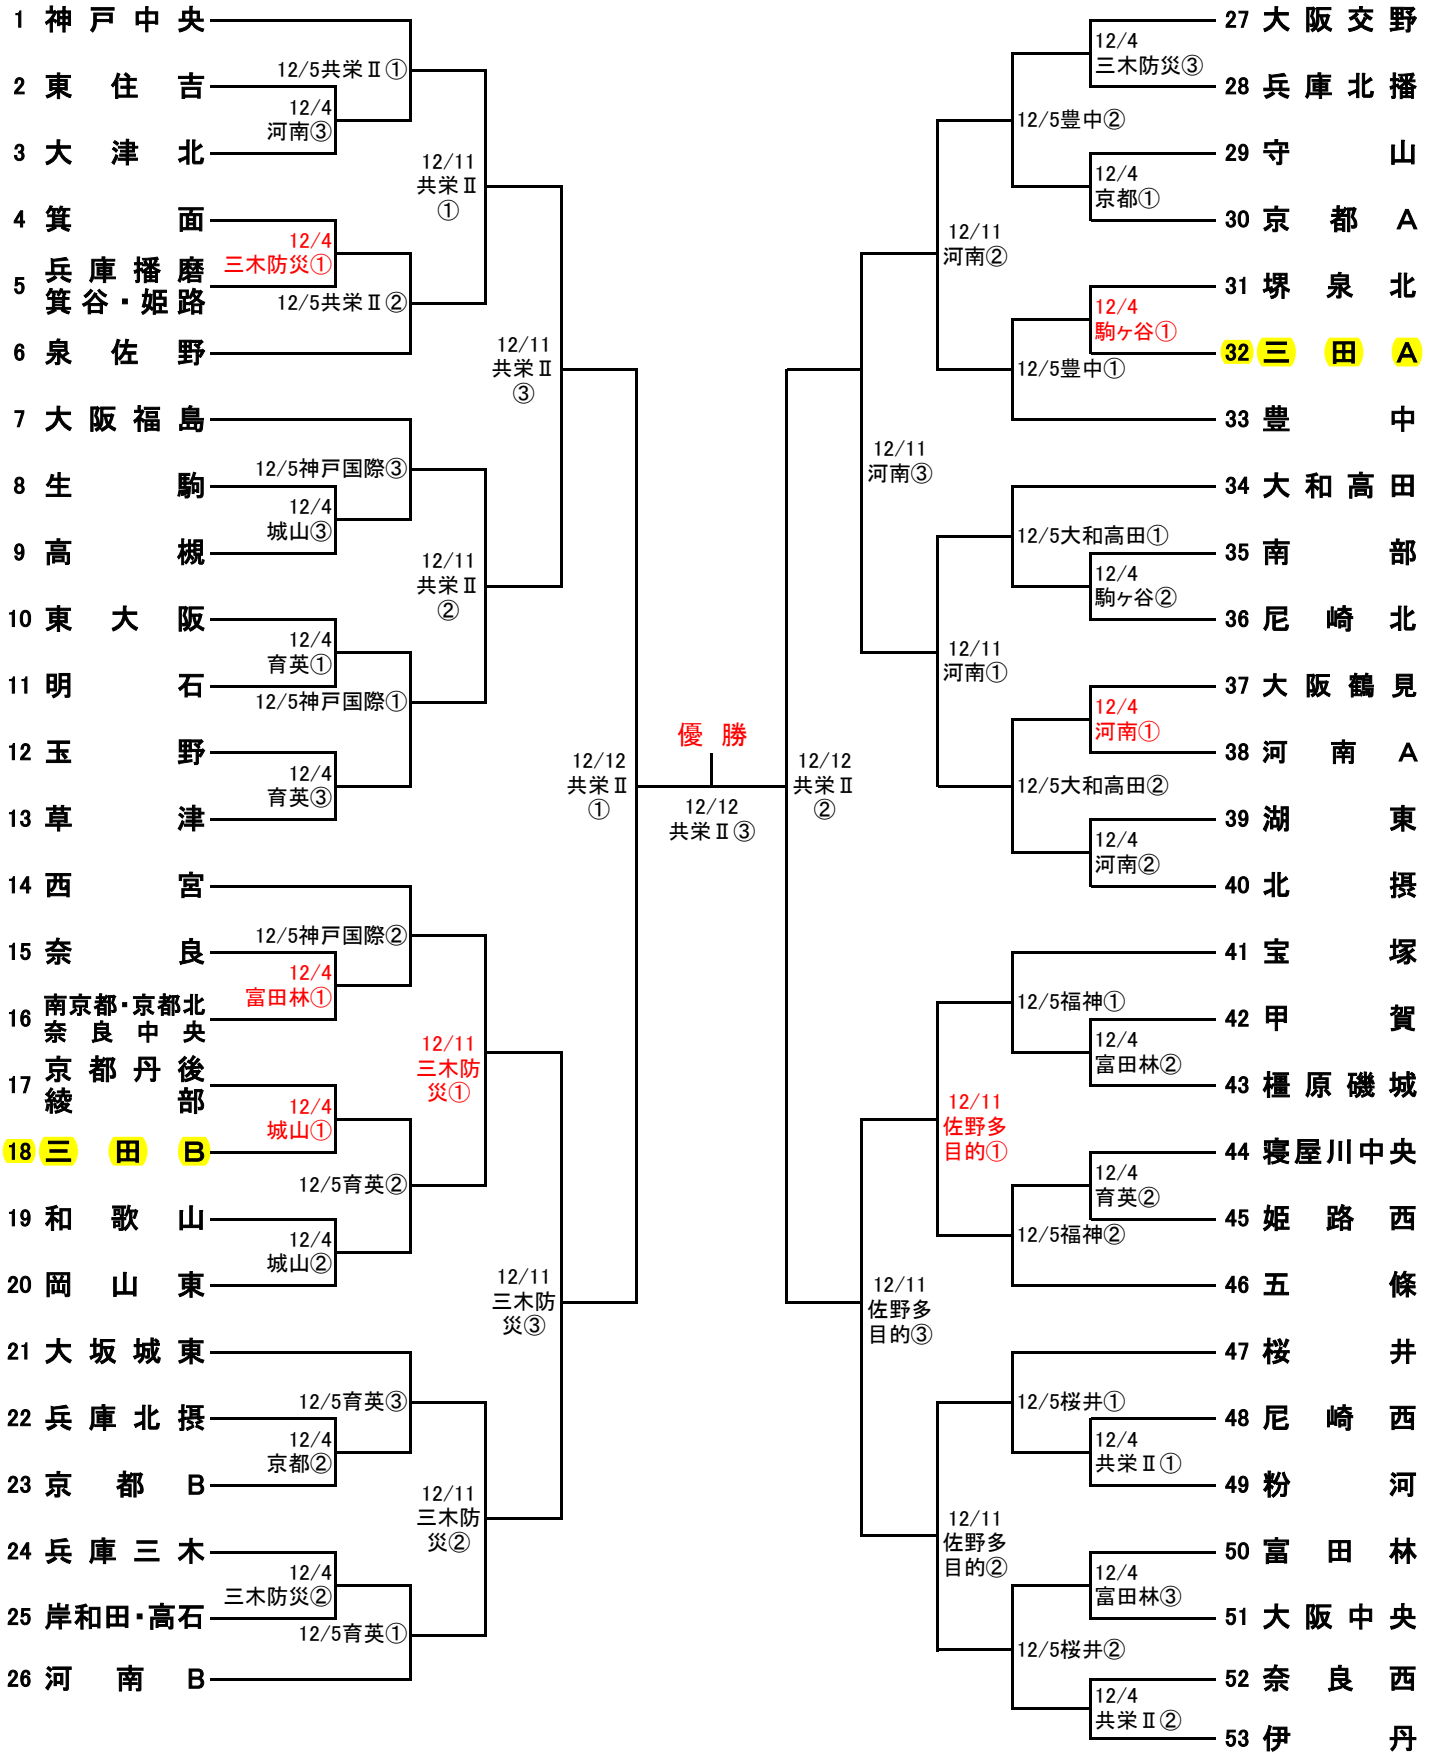 1 神戸中央
12/5共栄Ⅱ①
2 東住吉
12/4
河南③
3 大津北
12/11
共栄Ⅱ
①
4 箕面
12/4
三木防災①
5 兵庫播磨
箕谷・姫路
12/5共栄Ⅱ②
6 泉佐野
12/11
共栄Ⅱ
③
7 大阪福島
12/5神戸国際③
8 生駒
12/4
城山③
9 高槻
12/11
共栄Ⅱ
②
10 東大阪
12/4
育英①
11 明石
12/5神戸国際①
12 玉野
12/4
育英③
13 草津
12/12
共栄Ⅱ
①
14 西宮
12/5神戸国際②
15 奈良
12/4
富田林①
16 南京都・京都北
奈良中央
12/11
三木防
災①
17 京都丹後
綾部
12/4
城山①
18 三田B
12/5育英②
19 和歌山
12/4
城山②
20 岡山東
12/11
三木防
災③
21 大坂城東
12/5育英③
22 兵庫北摂
12/4
京都②
23 京都B
12/11
三木防
災②
24 兵庫三木
12/4
三木防災②
25 岸和田・高石
12/5育英①
26 河南B
優勝
12/12
共栄Ⅱ③
27 大阪交野
12/4
三木防災③
28 兵庫北播
12/5豊中②
29 守山
12/4
京都①
30 京都A
12/11
河南②
31 堺泉北
12/4
駒ヶ谷①
32 三田A
12/5豊中①
33 豊中
12/11
河南③
34 大和高田
12/5大和高田①
35 南部
12/4
駒ヶ谷②
36 尼崎北
12/11
河南①
37 大阪鶴見
12/4
河南①
38 河南A
12/5大和高田②
39 湖東
12/4
河南②
40 北摂
12/12
共栄Ⅱ
②
41 宝塚
12/5福神①
42 甲賀
12/4
富田林②
43 橿原磯城
12/11
佐野多
目的①
44 寝屋川中央
12/4
育英②
45 姫路西
12/5福神②
46 五條
12/11
佐野多
目的③
47 桜井
12/5桜井①
48 尼崎西
12/4
共栄Ⅱ①
49 粉河
12/11
佐野多
目的②
50 富田林
12/4
富田林③
51 大阪中央
12/5桜井②
52 奈良西
12/4
共栄Ⅱ②
53 伊丹